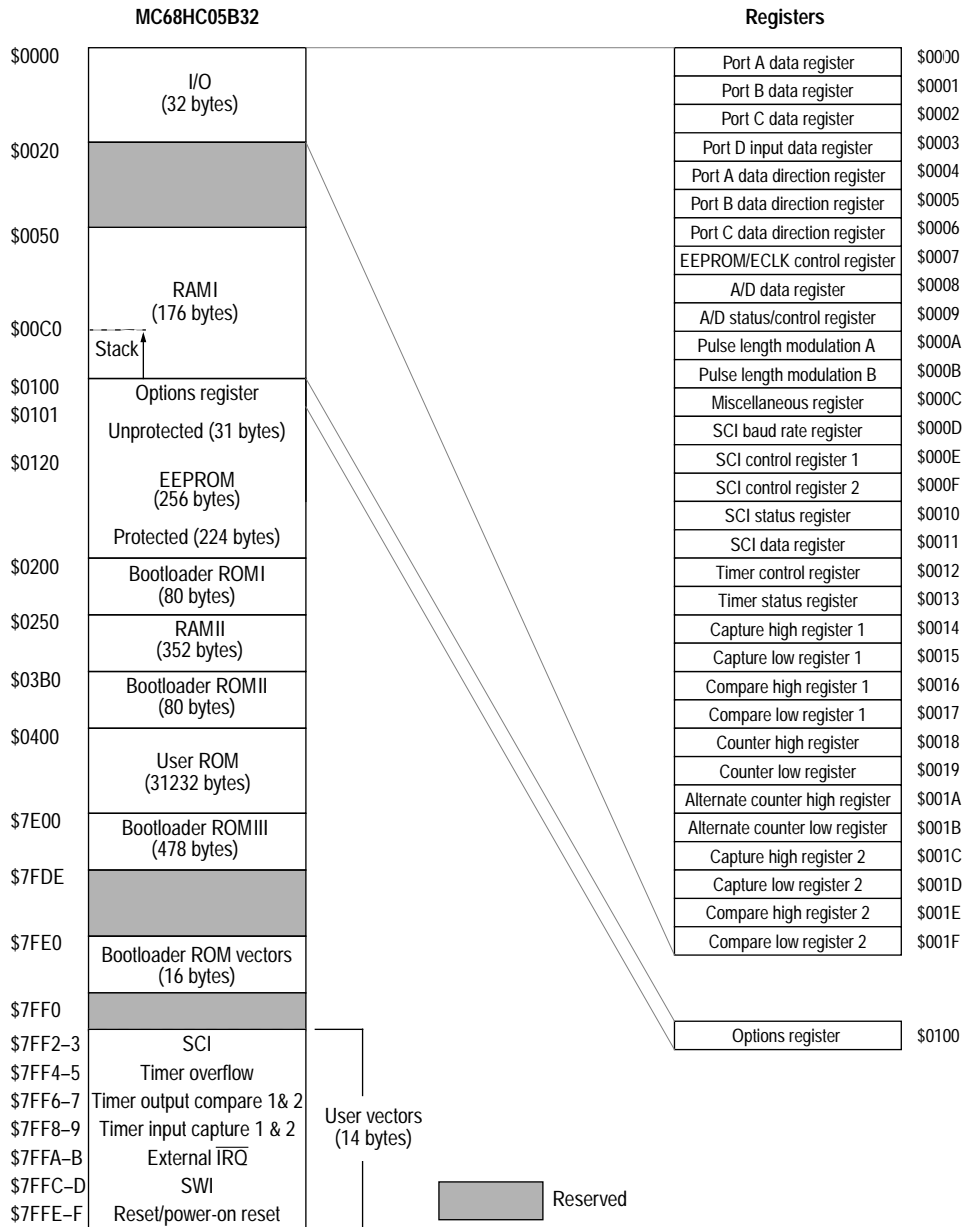 MC68HC05B32
$0000
I/O
(32 bytes)
$0020
$0050
RAMI
(176 bytes)
$00C0
Stack
$0100
Options register
$0101
Unprotected (31 bytes)
$0120
EEPROM
(256 bytes)
Protected (224 bytes)
$0200
Bootloader ROMI
(80 bytes)
$0250
RAMII
(352 bytes)
$03B0
Bootloader ROMII
(80 bytes)
$0400
User ROM
(31232 bytes)
$7E00
Bootloader ROMIII
(478 bytes)
$7FDE
$7FE0
Bootloader ROM vectors
(16 bytes)
$7FF0
$7FF2–3 SCI
$7FF4–5 Timer overflow
$7FF6–7 Timer output compare 1& 2
$7FF8–9 Timer input capture 1 & 2
$7FFA–B External IRQ
$7FFC–D SWI
$7FFE–F Reset/power-on reset
User vectors
(14 bytes)
Reserved
Registers
Port A data register $0000
Port B data register $0001
Port C data register $0002
Port D input data register $0003
Port A data direction register $0004
Port B data direction register $0005
Port C data direction register $0006
EEPROM/ECLK control register $0007
A/D data register $0008
A/D status/control register $0009
Pulse length modulation A $000A
Pulse length modulation B $000B
Miscellaneous register $000C
SCI baud rate register $000D
SCI control register 1 $000E
SCI control register 2 $000F
SCI status register $0010
SCI data register $0011
Timer control register $0012
Timer status register $0013
Capture high register 1 $0014
Capture low register 1 $0015
Compare high register 1 $0016
Compare low register 1 $0017
Counter high register $0018
Counter low register $0019
Alternate counter high register $001A
Alternate counter low register $001B
Capture high register 2 $001C
Capture low register 2 $001D
Compare high register 2 $001E
Compare low register 2 $001F
Options register $0100